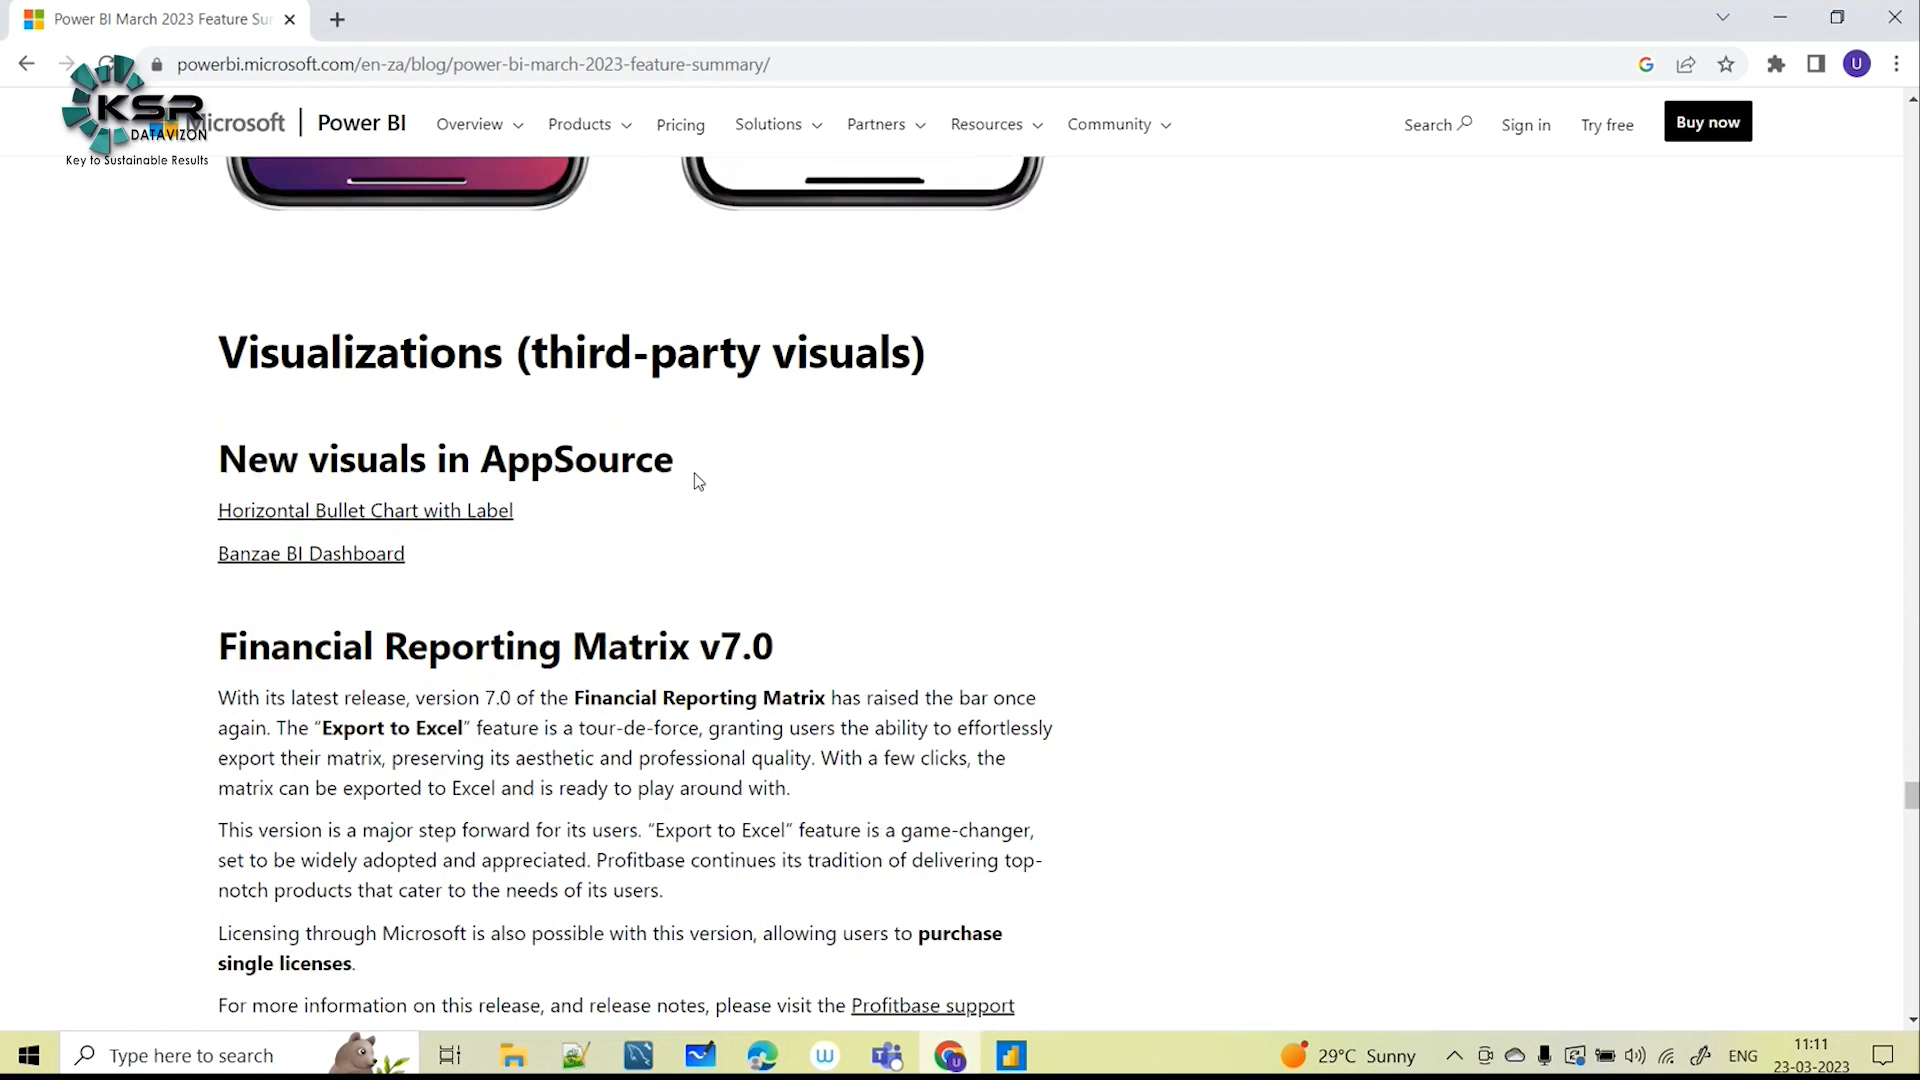 Power BI March 2023 Feature Su
powerbi.microsoft.com/en-za/blog/power-bi-march-2023-feature-summary/
U
KSR
DATAVIZON
Key to Sustainable Results
Microsoft
Power BI
Overview
Products
Pricing
Solutions
Partners
Resources
Community
Search
Sign in
Try free
Buy now
Visualizations (third-party visuals)
New visuals in AppSource
Horizontal Bullet Chart with Label
Banzae BI Dashboard
Financial Reporting Matrix v7.0
With its latest release, version 7.0 of the Financial Reporting Matrix has raised the bar once
again. The “Export to Excel” feature is a tour-de-force, granting users the ability to effortlessly
export their matrix, preserving its aesthetic and professional quality. With a few clicks, the
matrix can be exported to Excel and is ready to play around with.
This version is a major step forward for its users. “Export to Excel” feature is a game-changer,
set to be widely adopted and appreciated. Profitbase continues its tradition of delivering top-
notch products that cater to the needs of its users.
Licensing through Microsoft is also possible with this version, allowing users to purchase
single licenses.
For more information on this release, and release notes, please visit the Profitbase support
Type here to search
29°C Sunny
ENG
11:11
23-03-2023